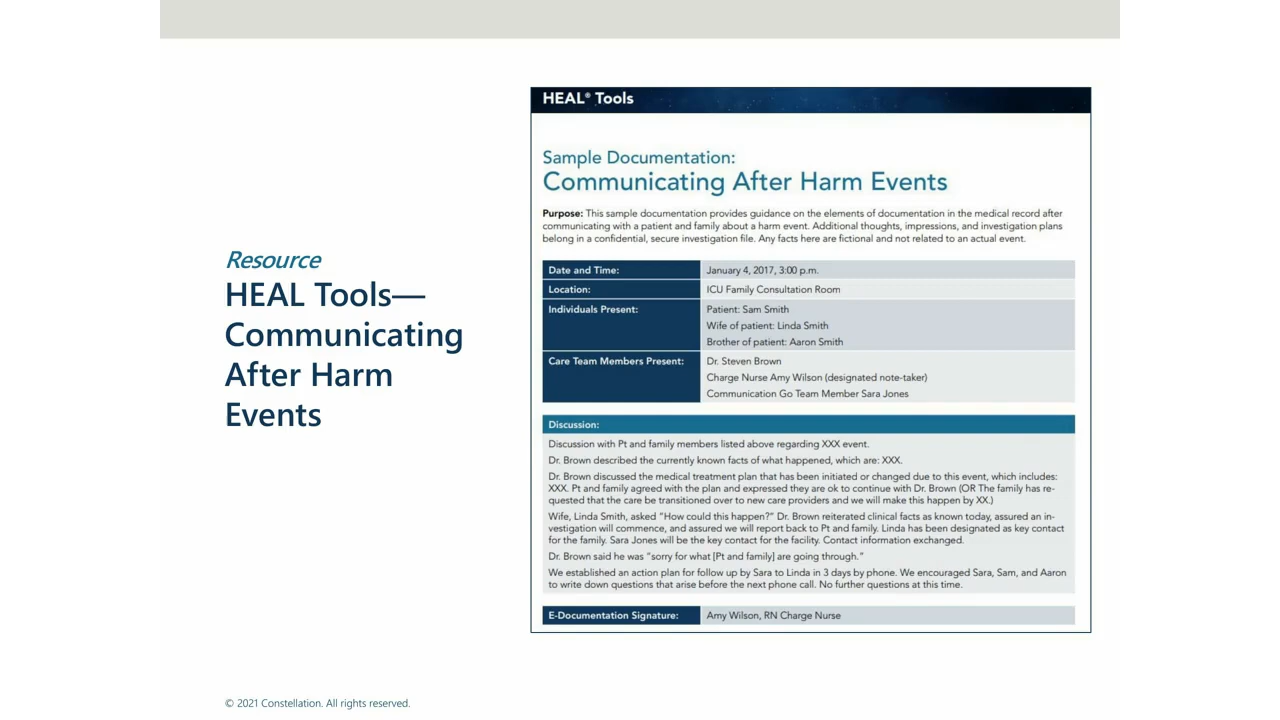 Resource
HEAL Tools—
Communicating
After Harm
Events
HEAL® Tools
Sample Documentation:
Communicating After Harm Events
Purpose: This sample documentation provides guidance on the elements of documentation in the medical record after
communicating with a patient and family about a harm event. Additional thoughts, impressions, and investigation plans
belong in a confidential, secure investigation file. Any facts here are fictional and not related to an actual event.
Date and Time: January 4, 2017, 3:00 p.m.
Location: ICU Family Consultation Room
Individuals Present: Patient: Sam Smith
Wife of patient: Linda Smith
Brother of patient: Aaron Smith
Care Team Members Present: Dr. Steven Brown
Charge Nurse Amy Wilson (designated note-taker)
Communication Go Team Member Sara Jones
Discussion:
Discussion with Pt and family members listed above regarding XXX event.
Dr. Brown described the currently known facts of what happened, which are: XXX.
Dr. Brown discussed the medical treatment plan that has been initiated or changed due to this event, which includes:
XXX. Pt and family agreed with the plan and expressed they are ok to continue with Dr. Brown (OR The family has re-
quested that the care be transitioned over to new care providers and we will make this happen by XX.)
Wife, Linda Smith, asked “How could this happen?” Dr. Brown reiterated clinical facts as known today, assured an in-
vestigation will commence, and assured we will report back to Pt and family. Linda has been designated as key contact
for the family. Sara Jones will be the key contact for the facility. Contact information exchanged.
Dr. Brown said he was “sorry for what [Pt and family] are going through.”
We established an action plan for follow up by Sara to Linda in 3 days by phone. We encouraged Sara, Sam, and Aaron
to write down questions that arise before the next phone call. No further questions at this time.
E-Documentation Signature: Amy Wilson, RN Charge Nurse
© 2021 Constellation. All rights reserved.